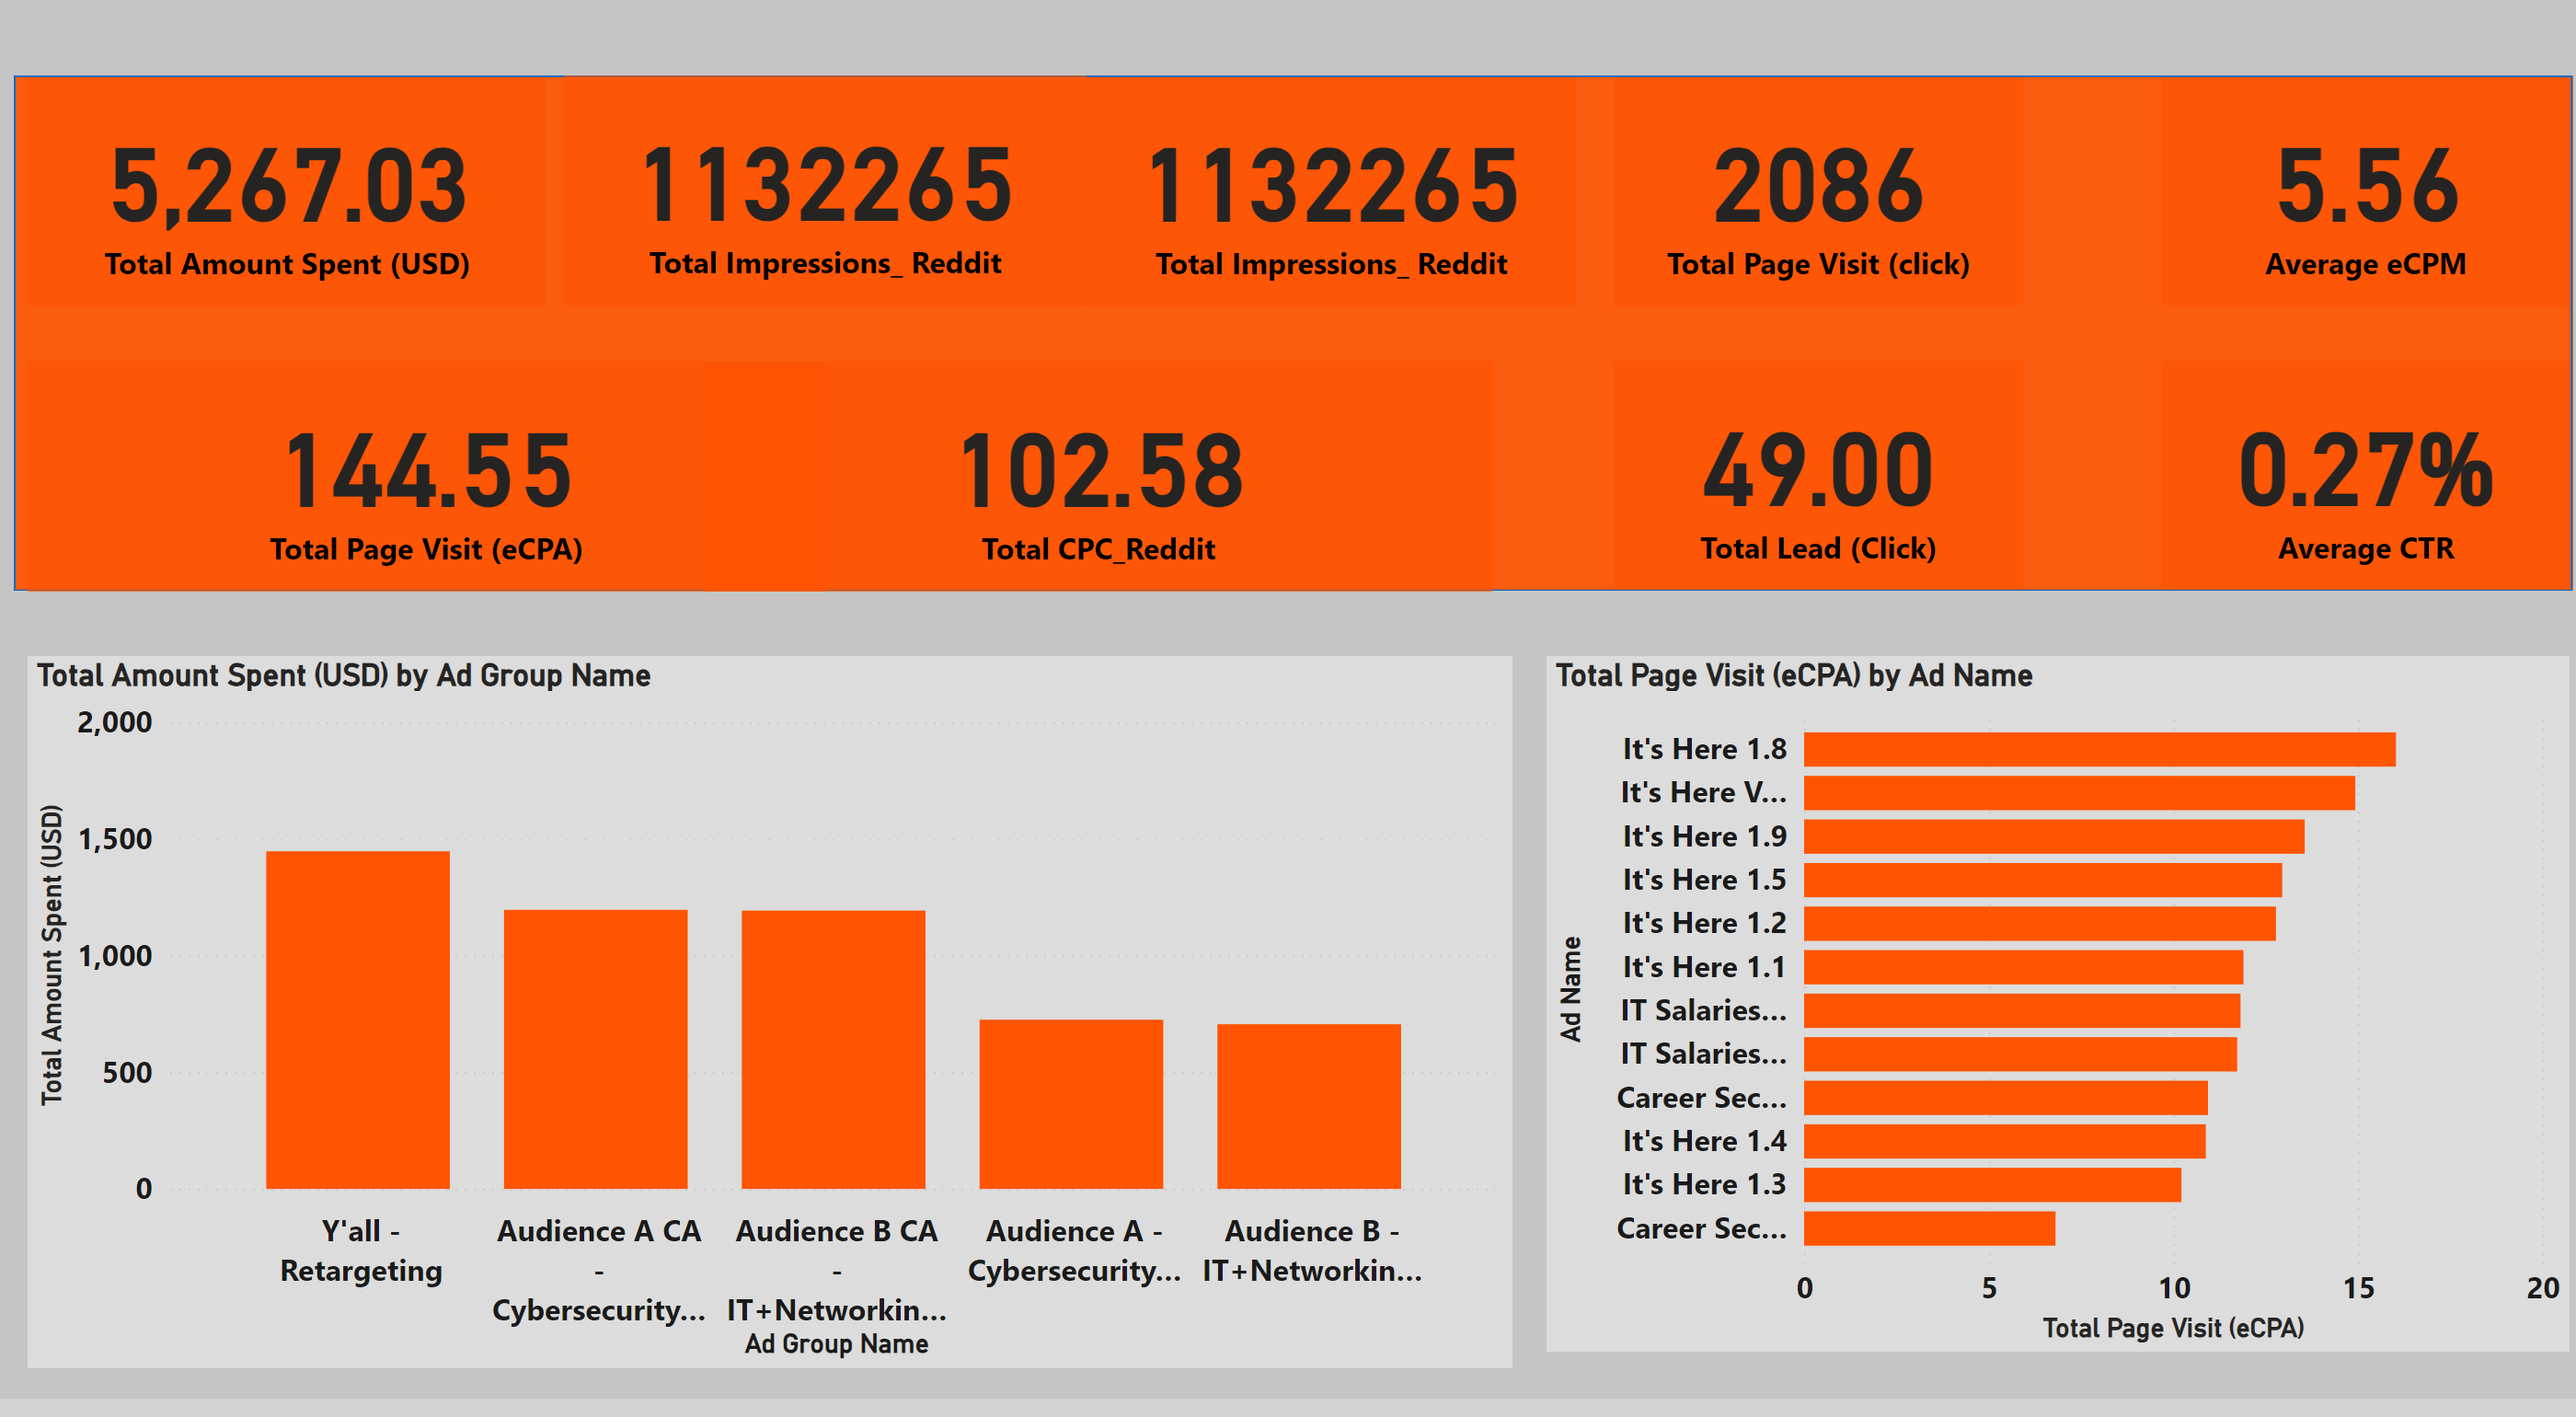 5,267.03
Total Amount Spent (USD)
1132265
Total Impressions_ Reddit
1132265
Total Impressions_ Reddit
2086
Total Page Visit (click)
5.56
Average eCPM
144.55
Total Page Visit (eCPA)
102.58
Total CPC_Reddit
49.00
Total Lead (Click)
0.27%
Average CTR
Total Amount Spent (USD) by Ad Group Name
Total Amount Spent (USD)
2,000
1,500
1,000
500
0
Y'all -
Retargeting
Audience A CA
-
Cybersecurity...
Audience B CA
-
IT+Networkin...
Audience A -
Cybersecurity...
Audience B -
IT+Networkin...
Ad Group Name
Total Page Visit (eCPA) by Ad Name
Ad Name
It's Here 1.8
It's Here V...
It's Here 1.9
It's Here 1.5
It's Here 1.2
It's Here 1.1
IT Salaries...
IT Salaries...
Career Sec...
It's Here 1.4
It's Here 1.3
Career Sec...
0 5 10 15 20
Total Page Visit (eCPA)